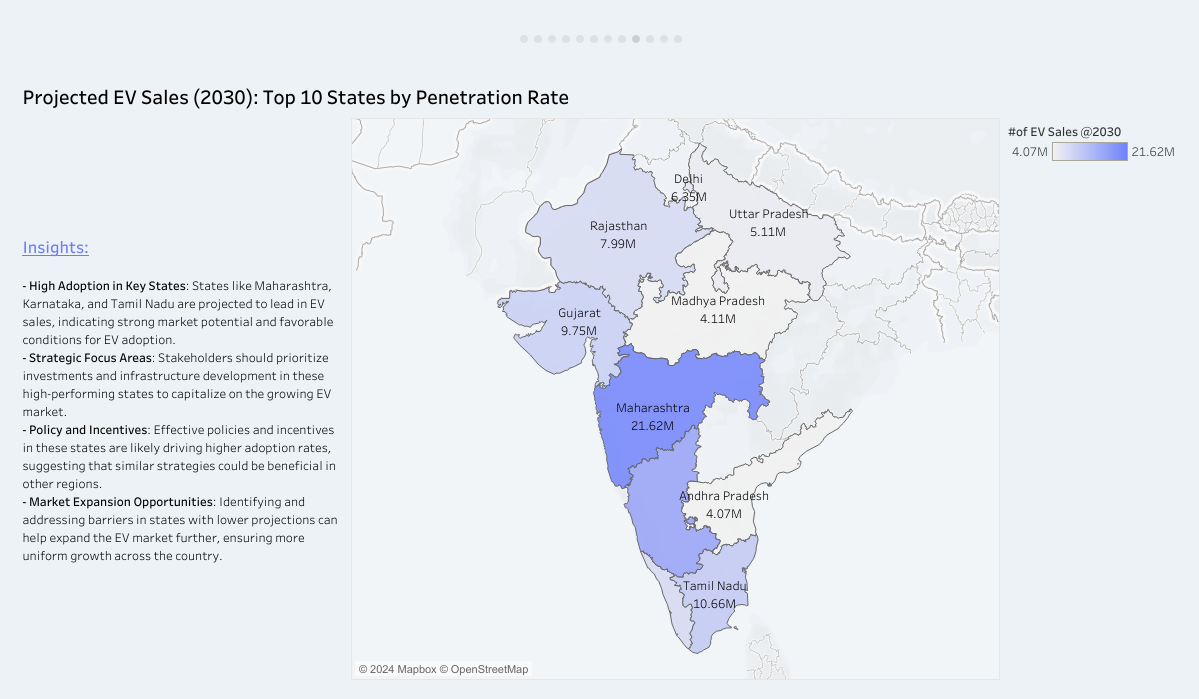 Projected EV Sales (2030): Top 10 States by Penetration Rate
#of EV Sales @2030
4.07M
21.62M
Insights:
- High Adoption in Key States: States like Maharashtra,
Karnataka, and Tamil Nadu are projected to lead in EV
sales, indicating strong market potential and favorable
conditions for EV adoption.
- Strategic Focus Areas: Stakeholders should prioritize
investments and infrastructure development in these
high-performing states to capitalize on the growing EV
market.
- Policy and Incentives: Effective policies and incentives
in these states are likely driving higher adoption rates,
suggesting that similar strategies could be beneficial in
other regions.
- Market Expansion Opportunities: Identifying and
addressing barriers in states with lower projections can
help expand the EV market further, ensuring more
uniform growth across the country.
Delhi
6.35M
Uttar Pradesh
5.11M
Rajasthan
7.99M
Madhya Pradesh
4.11M
Gujarat
9.75M
Maharashtra
21.62M
Andhra Pradesh
4.07M
Tamil Nadu
10.66M
© 2024 Mapbox © OpenStreetMap